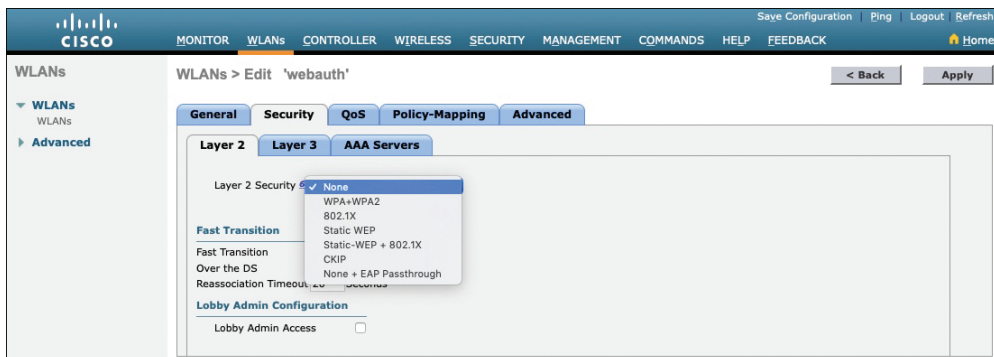 Save Configuration Ping Logout Refresh
CISCO MONITOR WLANs CONTROLLER WIRELESS SECURITY MANAGEMENT COMMANDS HELP FEEDBACK Home
WLANs
WLANs
WLANs
Advanced
WLANs > Edit 'webauth'
< Back Apply
General Security QoS Policy-Mapping Advanced
Layer 2 Layer 3 AAA Servers
Layer 2 Security 6 ✓ None
WPA+WPA2
802.1X
Static WEP
Static-WEP + 802.1X
CKIP
None + EAP Passthrough
Fast Transition
Fast Transition
Over the DS
Reassociation Timeout 20 Seconds
Lobby Admin Configuration
Lobby Admin Access